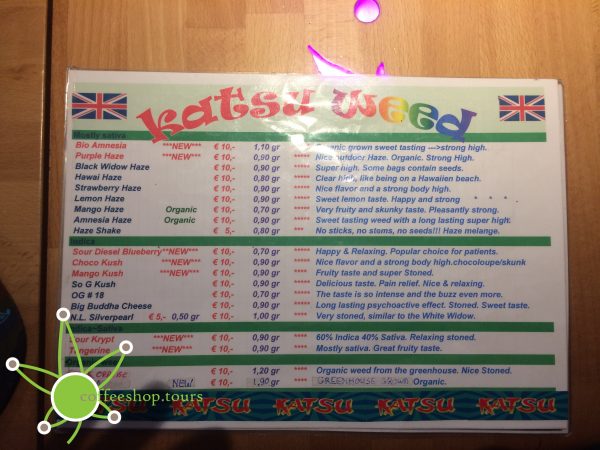 Katsu Weed
Mostly sativa
Bio Amnesia ***NEW*** € 10,- 1,10 gr ***** Organic grown sweet tasting --->strong high.
Purple Haze ***NEW*** € 10,- 0,90 gr ***** Nice outdoor Haze. Organic. Strong High.
Black Widow Haze € 10,- 0,90 gr ***** Super high. Some bags contain seeds.
Hawai Haze € 10,- 0,80 gr ***** Clear high, like being on a Hawaiien beach.
Strawberry Haze € 10,- 0,90 gr ***** Nice flavor and a strong body high.
Lemon Haze € 10,- 0,90 gr ***** Sweet lemon taste. Happy and strong
Mango Haze Organic € 10,- 0,70 gr ***** Very fruity and skunky taste. Pleasantly strong.
Amnesia Haze Organic € 10,- 0,90 gr ***** Sweet tasting weed with a long lasting super high.
Haze Shake € 5,- 0,80 gr *** No sticks, no stems, no seeds!!! Haze melange.
Indica
Sour Diesel Blueberry **NEW*** € 10,- 0,70 gr ***** Happy & Relaxing. Popular choice for patients.
Choco Kush ***NEW*** € 10,- 0,90 gr ***** Nice flavor and a strong body high.chocoloupe/skunk
Mango Kush ***NEW*** € 10,- 0,90 gr **** Fruity taste and super Stoned.
So G Kush € 10,- 0,90 gr ***** Delicious taste. Pain relief. Nice & relaxing.
OG # 18 € 10,- 0,70 gr ***** The taste is so intense and the buzz even more.
Big Buddha Cheese € 10,- 0,90 gr ***** Long lasting psychoactive effect. Stoned. Sweet taste.
N.L. Silverpearl € 5,- 0,50 gr € 10,- 1,00 gr **** Very stoned, similar to the White Widow.
Indica~Sativa
Sour Krypt ***NEW*** € 10,- 0,90 gr **** 60% Indica 40% Sativa. Relaxing stoned.
Tangerine ***NEW*** € 10,- 0,90 gr **** Mostly sativa. Great fruity taste.
€ 10,- 1,20 gr **** Organic weed from the greenhouse. Nice Stoned.
NEW € 10,- 1,90 gr **** GREENHOUSE GROWN Organic.
coffeeshop.tours
KATSU KATSU KATSU KATSU KATSU